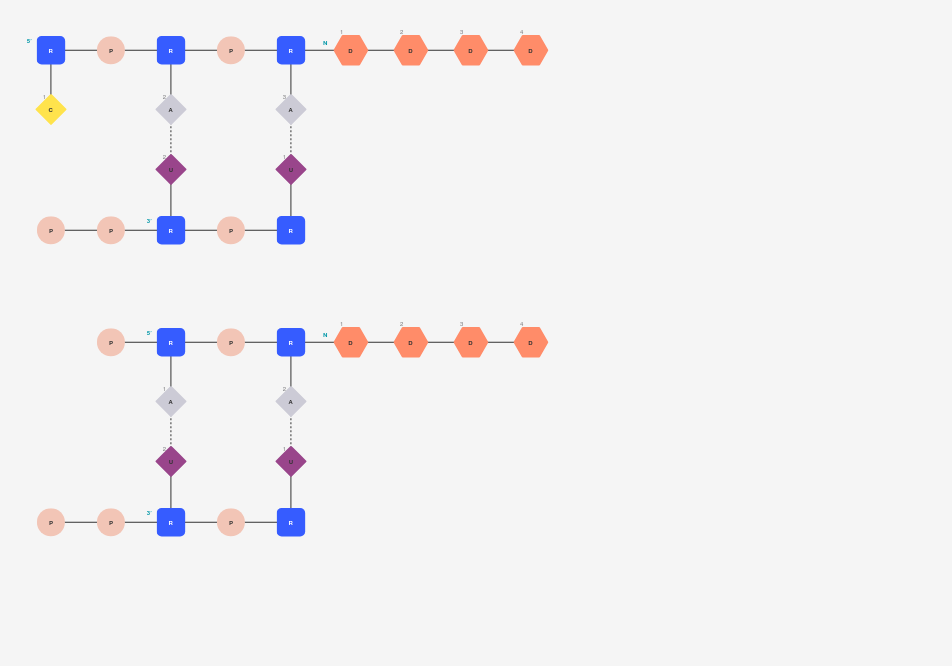 1 2 3 4
5' R P R P R N D D D D
1 2 3
C A A
2 1
U U
3'
P P R P R
1 2 3 4
5' N
P R P R D D D D
1 2
A A
2 1
U U
3'
P P R P R